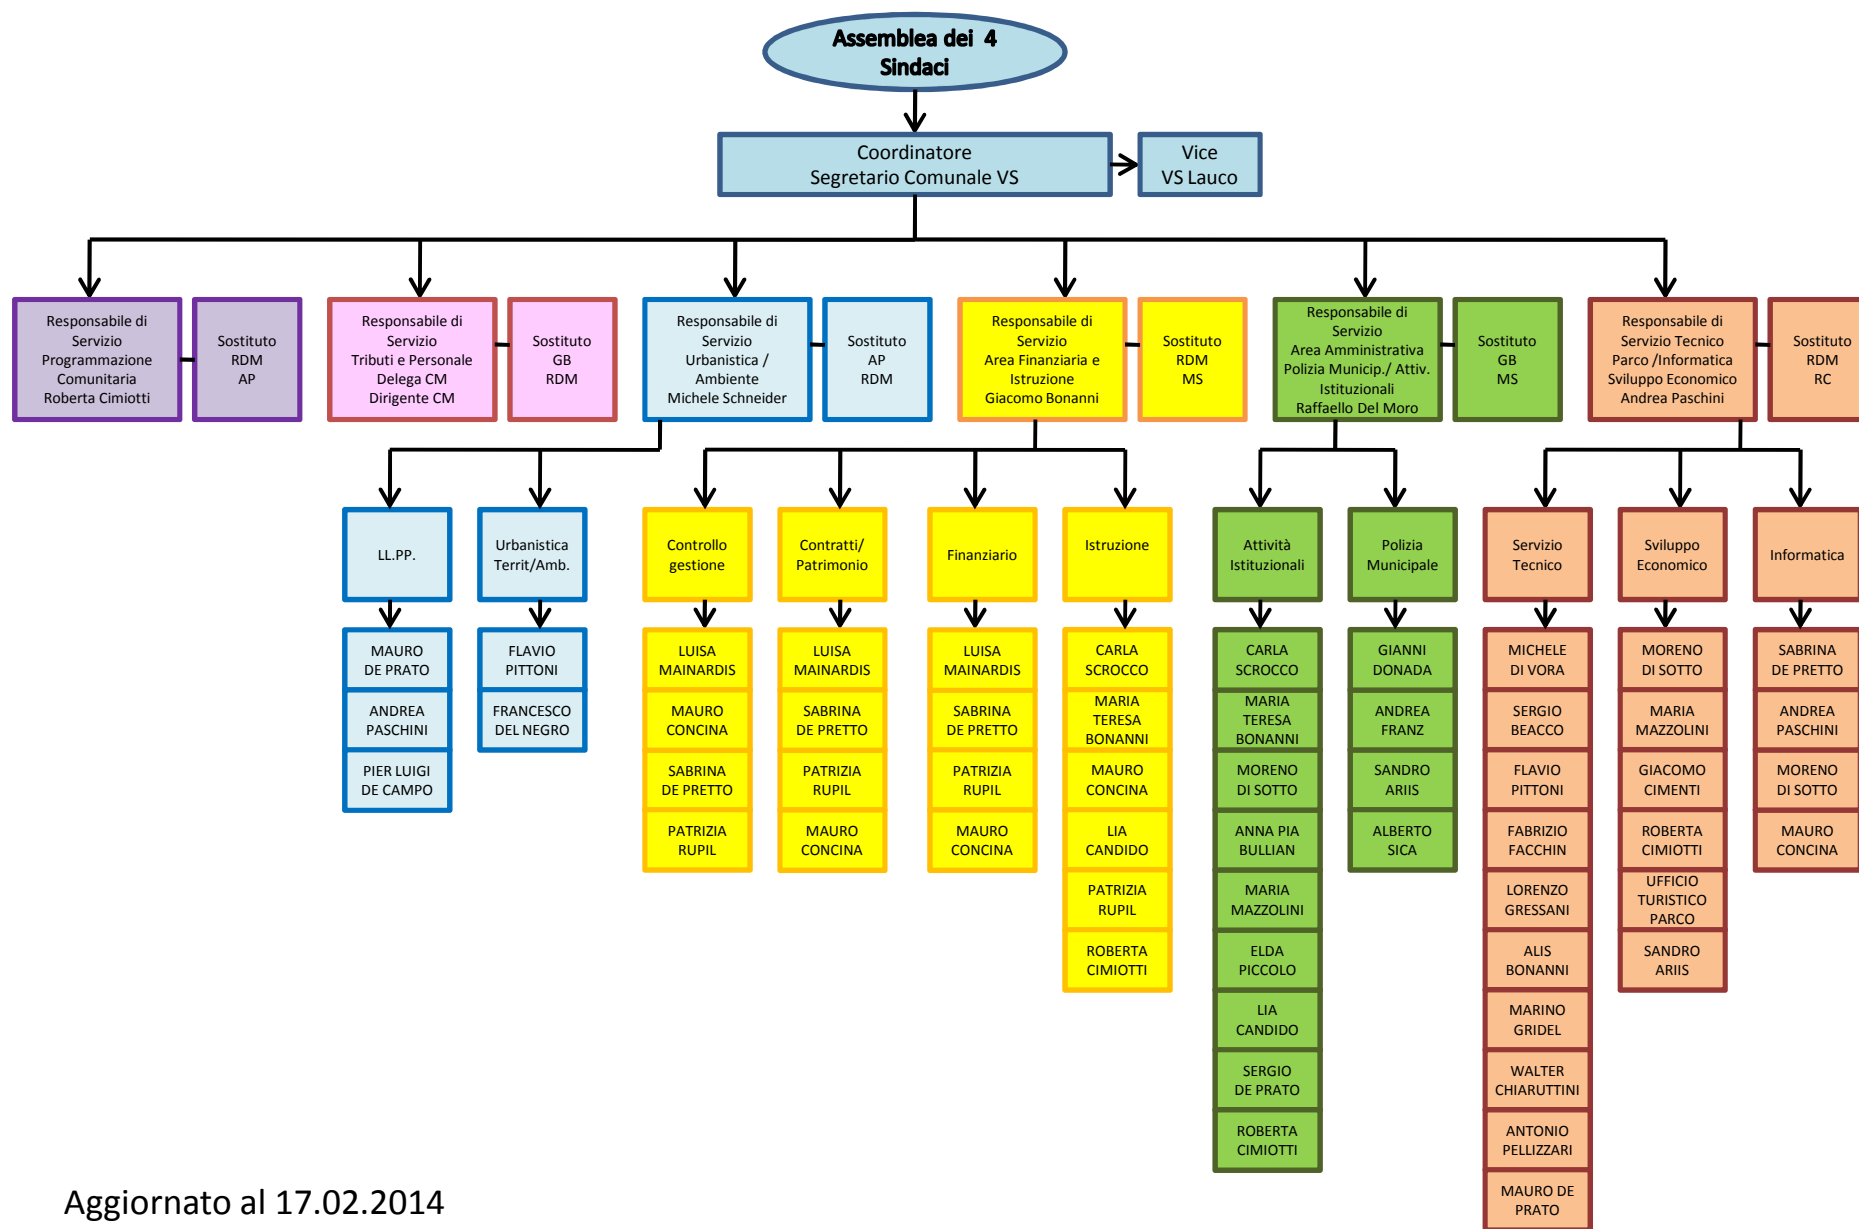 Assemblea dei  4
Sindaci
Coordinatore
Segretario Comunale VS
Vice
VS Lauco
Responsabile di
Servizio
Programmazione
Comunitaria
Roberta Cimiotti
Sostituto
RDM
AP
Responsabile di
Servizio
Tributi e Personale
Delega CM
Dirigente CM
Sostituto
GB
RDM
Responsabile di
Servizio
Urbanistica /
Ambiente
Michele Schneider
Sostituto
AP
RDM
Responsabile di
Servizio
Area Finanziaria e
Istruzione
Giacomo Bonanni
Sostituto
RDM
MS
Responsabile di
Servizio
Area Amministrativa
Polizia Municip./ Attiv.
Istituzionali
Raffaello Del Moro
Sostituto
GB
MS
Responsabile di
Servizio Tecnico
Parco /Informatica
Sviluppo Economico
Andrea Paschini
Sostituto
RDM
RC
LL.PP.
Urbanistica
Territ/Amb.
Controllo
gestione
Contratti/
Patrimonio
Finanziario
Istruzione
Attività
Istituzionali
Polizia
Municipale
Servizio
Tecnico
Sviluppo
Economico
Informatica
MAURO
DE PRATO
ANDREA
PASCHINI
PIER LUIGI
DE CAMPO
FLAVIO
PITTONI
FRANCESCO
DEL NEGRO
LUISA
MAINARDIS
MAURO
CONCINA
SABRINA
DE PRETTO
PATRIZIA
RUPIL
LUISA
MAINARDIS
SABRINA
DE PRETTO
PATRIZIA
RUPIL
MAURO
CONCINA
LUISA
MAINARDIS
SABRINA
DE PRETTO
PATRIZIA
RUPIL
MAURO
CONCINA
CARLA
SCROCCO
MARIA
TERESA
BONANNI
MAURO
CONCINA
LIA
CANDIDO
PATRIZIA
RUPIL
ROBERTA
CIMIOTTI
CARLA
SCROCCO
MARIA
TERESA
BONANNI
MORENO
DI SOTTO
ANNA PIA
BULLIAN
MARIA
MAZZOLINI
ELDA
PICCOLO
LIA
CANDIDO
SERGIO
DE PRATO
ROBERTA
CIMIOTTI
GIANNI
DONADA
ANDREA
FRANZ
SANDRO
ARIIS
ALBERTO
SICA
MICHELE
DI VORA
SERGIO
BEACCO
FLAVIO
PITTONI
FABRIZIO
FACCHIN
LORENZO
GRESSANI
ALIS
BONANNI
MARINO
GRIDEL
WALTER
CHIARUTTINI
ANTONIO
PELLIZZARI
MAURO DE
PRATO
MORENO
DI SOTTO
MARIA
MAZZOLINI
GIACOMO
CIMENTI
ROBERTA
CIMIOTTI
UFFICIO
TURISTICO
PARCO
SANDRO
ARIIS
SABRINA
DE PRETTO
ANDREA
PASCHINI
MORENO
DI SOTTO
MAURO
CONCINA
Aggiornato al 17.02.2014